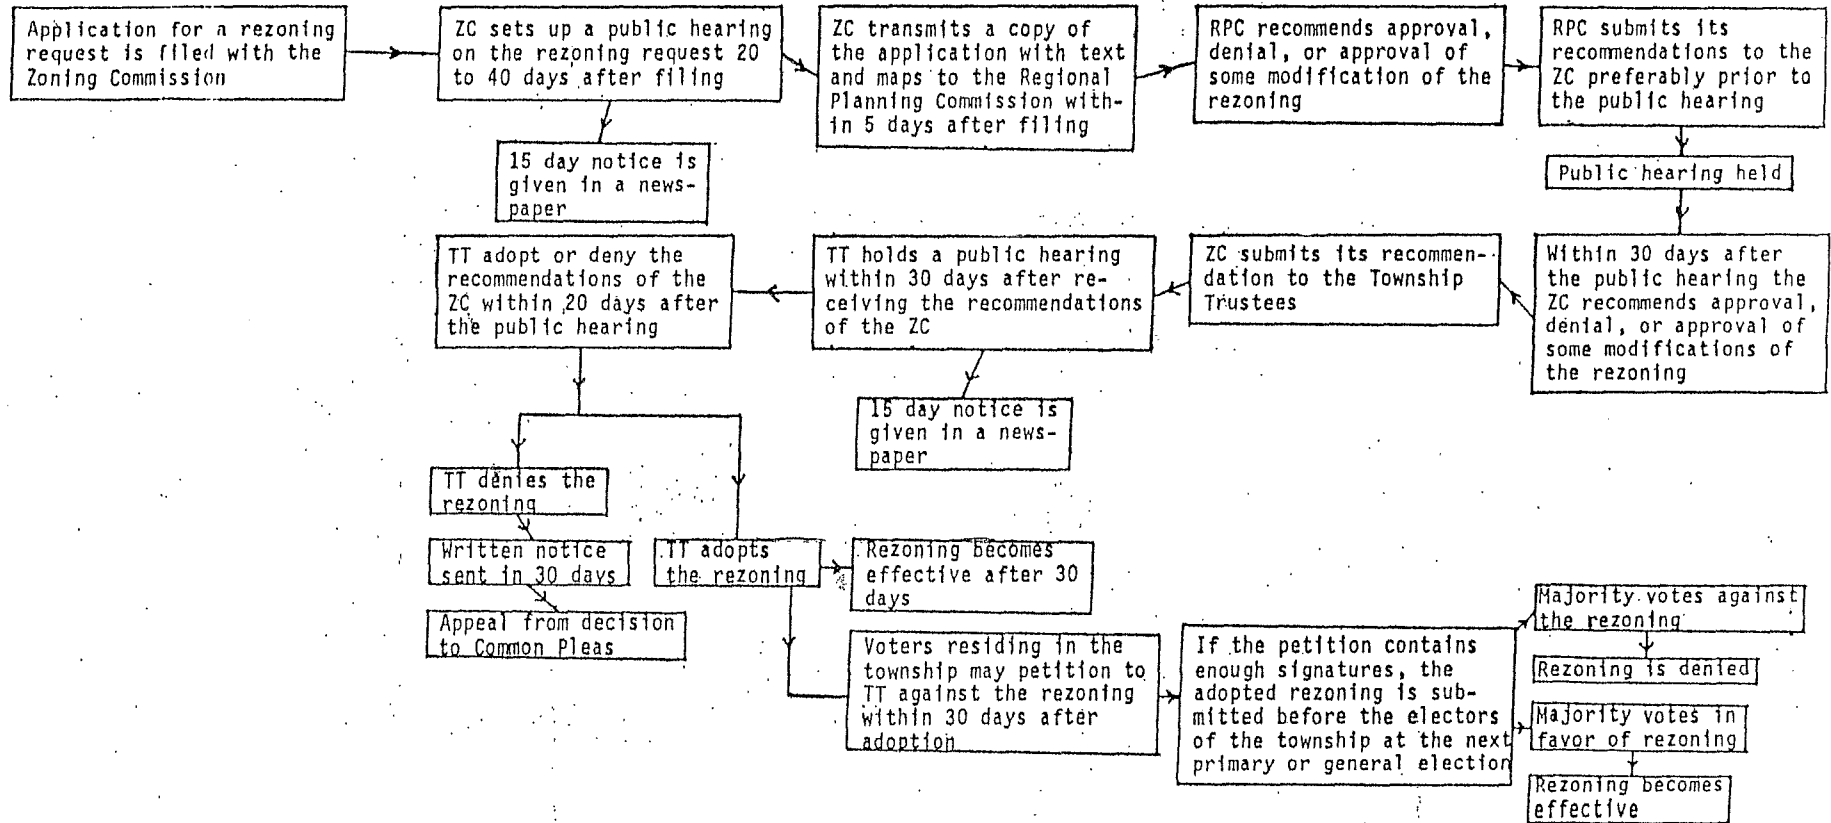 Application for a rezoning
request is filed with the
Zoning Commission
ZC sets up a public hearing
on the rezoning request 20
to 40 days after filing
15 day notice is
given in a news-
paper
ZC transmits a copy of
the application with text
and maps to the Regional
Planning Commission with-
in 5 days after filing
RPC recommends approval,
denial, or approval of
some modification of the
rezoning
RPC submits its
recommendations to the
ZC preferably prior to
the public hearing
Public hearing held
Within 30 days after
the public hearing the
ZC recommends approval,
denial, or approval of
some modifications of
the rezoning
ZC submits its recommen-
dation to the Township
Trustees
TT holds a public hearing
within 30 days after re-
ceiving the recommendations
of the ZC
15 day notice is
given in a news-
paper
TT adopt or deny the
recommendations of the
ZC within 20 days after
the public hearing
TT denies the
rezoning
Written notice
sent in 30 days
Appeal from decision
to Common Pleas
TT adopts
the rezoning
Rezoning becomes
effective after 30
days
Voters residing in the
township may petition to
TT against the rezoning
within 30 days after
adoption
If the petition contains
enough signatures, the
adopted rezoning is sub-
mitted before the electors
of the township at the next
primary or general election
Majority votes against
the rezoning
Rezoning is denied
Majority votes in
favor of rezoning
Rezoning becomes
effective